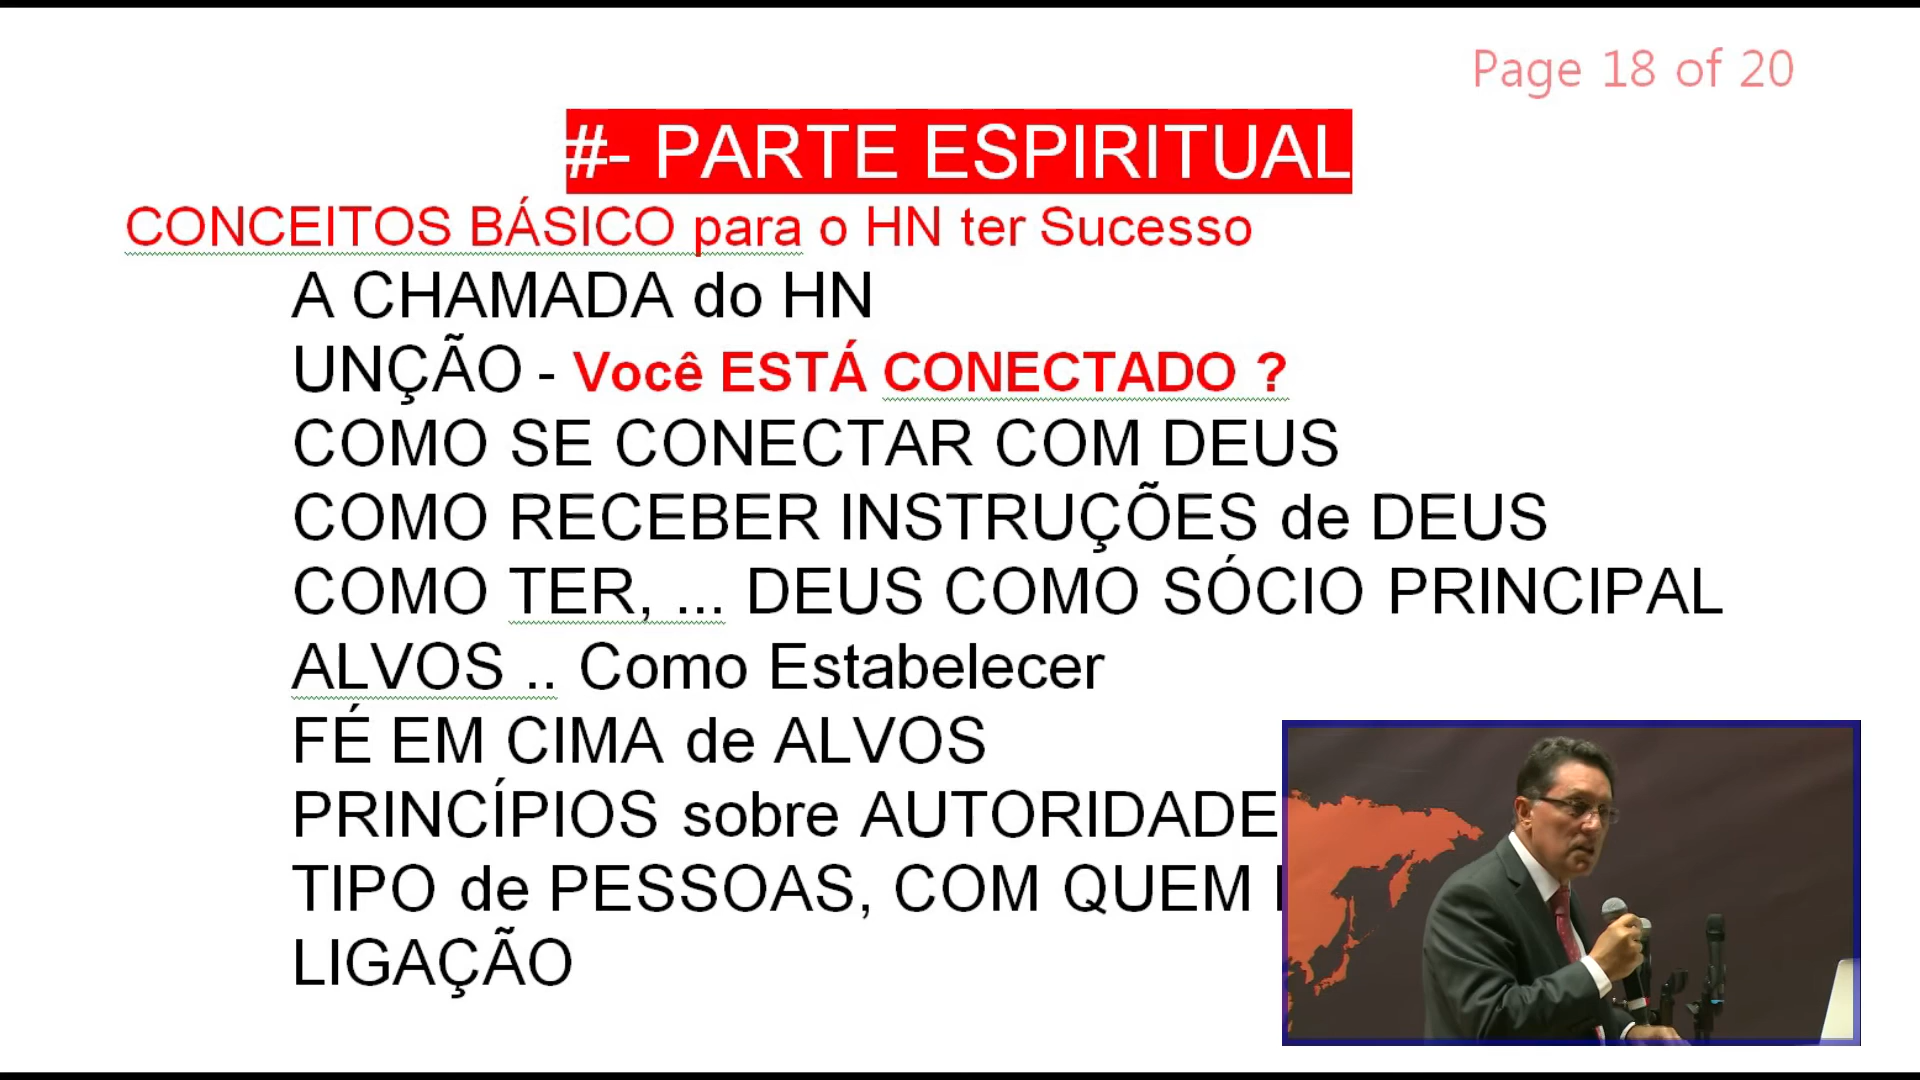 Page 18 of 20
#- PARTE ESPIRITUAL
CONCEITOS BÁSICO para o HN ter Sucesso
A CHAMADA do HN
UNÇÃO - Você ESTÁ CONECTADO ?
COMO SE CONECTAR COM DEUS
COMO RECEBER INSTRUÇÕES de DEUS
COMO TER, ... DEUS COMO SÓCIO PRINCIPAL
ALVOS .. Como Estabelecer
FÉ EM CIMA de ALVOS
PRINCÍPIOS sobre AUTORIDADE
TIPO de PESSOAS, COM QUEM
LIGAÇÃO